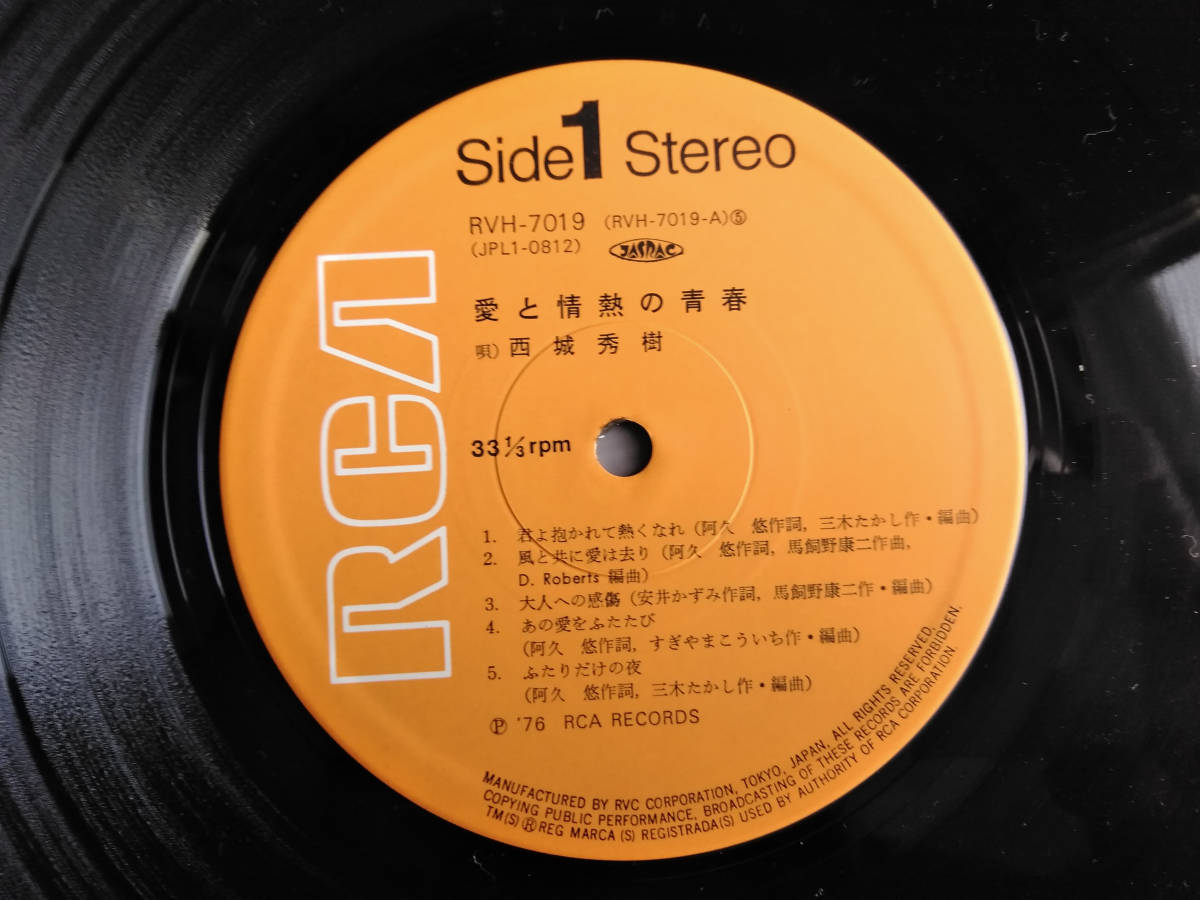 Side 1 Stereo
RVH-7019 (RVH-7019-A)⑤
(JPL1-0812) JASRAC
愛と情熱の青春
唄) 西城秀樹
RCA
33 1/3 rpm
1. 君よ抱かれて熱くなれ (阿久 悠作詞, 三木たかし作・編曲)
2. 風と共に愛は去り (阿久 悠作詞, 馬飼野康二作曲,
D. Roberts 編曲)
3. 大人への感傷 (安井かずみ作詞, 馬飼野康二作・編曲)
4. あの愛をふたたび
(阿久 悠作詞, すぎやまこういち作・編曲)
5. ふたりだけの夜
(阿久 悠作詞, 三木たかし作・編曲)
Ⓟ '76 RCA RECORDS
MANUFACTURED BY RVC CORPORATION, TOKYO, JAPAN, ALL RIGHTS RESERVED,
COPYING PUBLIC PERFORMANCE, BROADCASTING OF THESE RECORDS ARE FORBIDDEN.
TM(S) ® REG MARCA (S) REGISTRADA(S) USED BY AUTHORITY OF RCA CORPORATION.